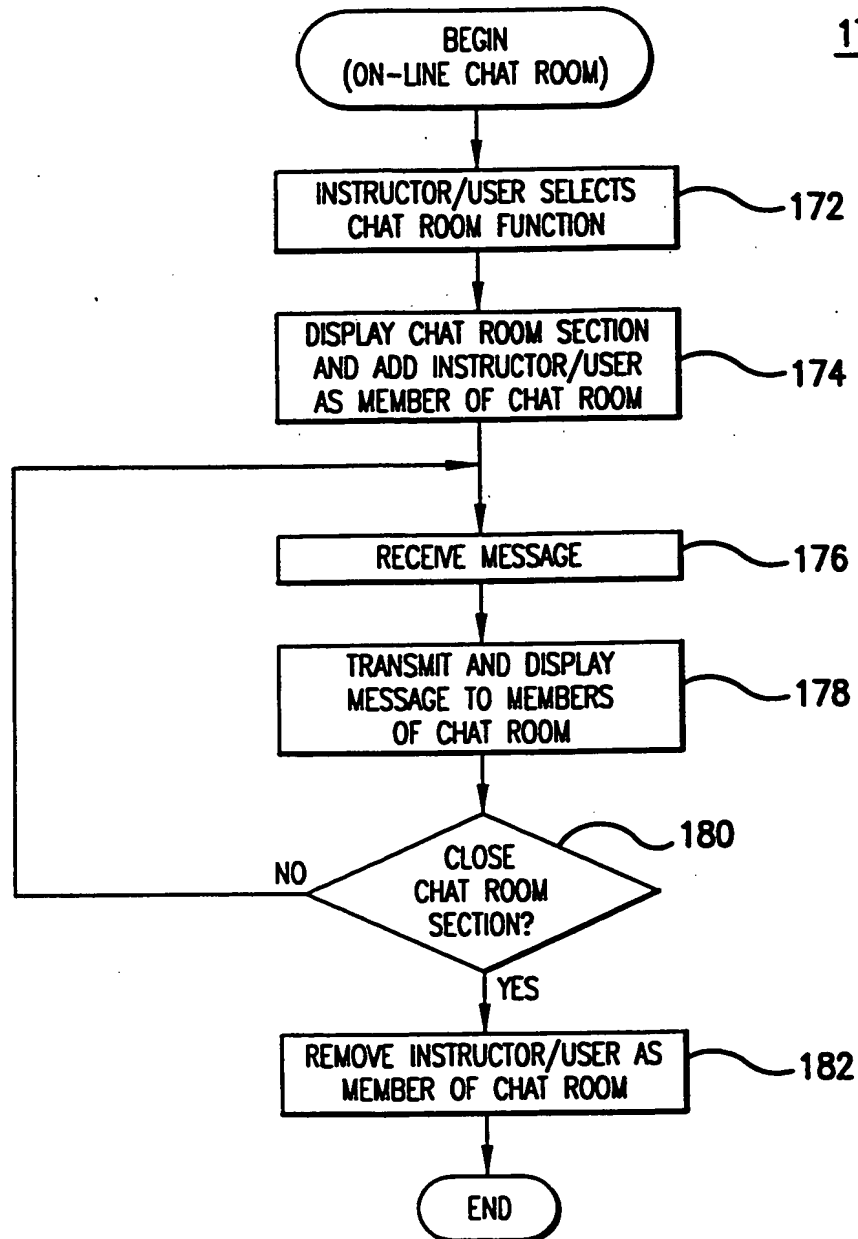 BEGIN
(ON-LINE CHAT ROOM)
INSTRUCTOR/USER SELECTS
CHAT ROOM FUNCTION
172
DISPLAY CHAT ROOM SECTION
AND ADD INSTRUCTOR/USER
AS MEMBER OF CHAT ROOM
174
RECEIVE MESSAGE
176
TRANSMIT AND DISPLAY
MESSAGE TO MEMBERS
OF CHAT ROOM
178
CLOSE
CHAT ROOM
SECTION?
180
NO
YES
REMOVE INSTRUCTOR/USER AS
MEMBER OF CHAT ROOM
182
END